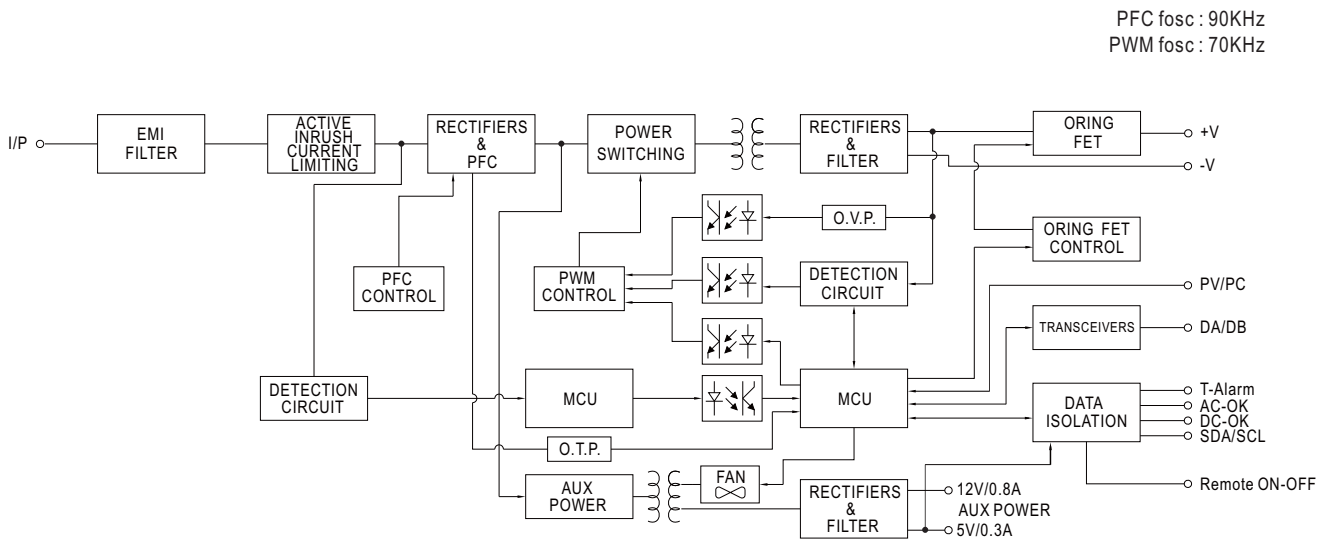 PFC fosc : 90KHz
PWM fosc : 70KHz
I/P
EMI
FILTER
ACTIVE
INRUSH
CURRENT
LIMITING
RECTIFIERS
&
PFC
POWER
SWITCHING
RECTIFIERS
&
FILTER
ORING
FET
+V
-V
O.V.P.
ORING FET
CONTROL
PFC
CONTROL
PWM
CONTROL
DETECTION
CIRCUIT
PV/PC
TRANSCEIVERS
DA/DB
DETECTION
CIRCUIT
MCU
MCU
DATA
ISOLATION
T-Alarm
AC-OK
DC-OK
SDA/SCL
O.T.P.
AUX
POWER
FAN
RECTIFIERS
&
FILTER
12V/0.8A
AUX POWER
5V/0.3A
Remote ON-OFF